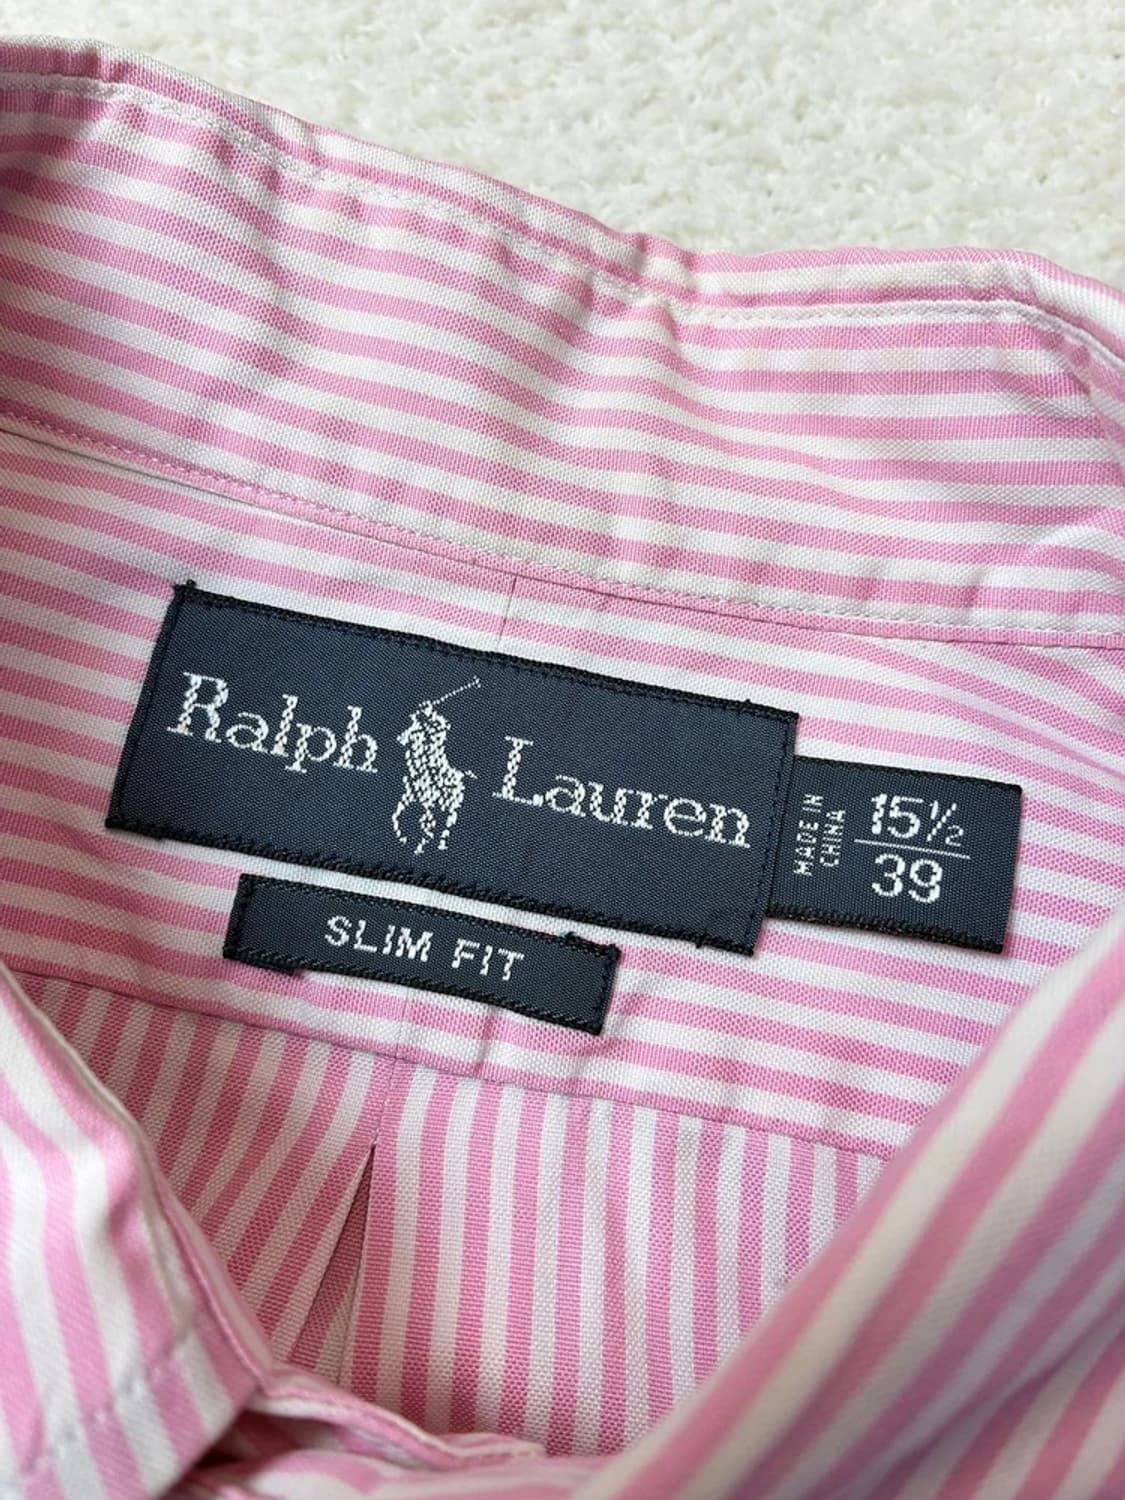 Ralph Lauren
MADE IN
CHINA
15½
39
SLIM FIT